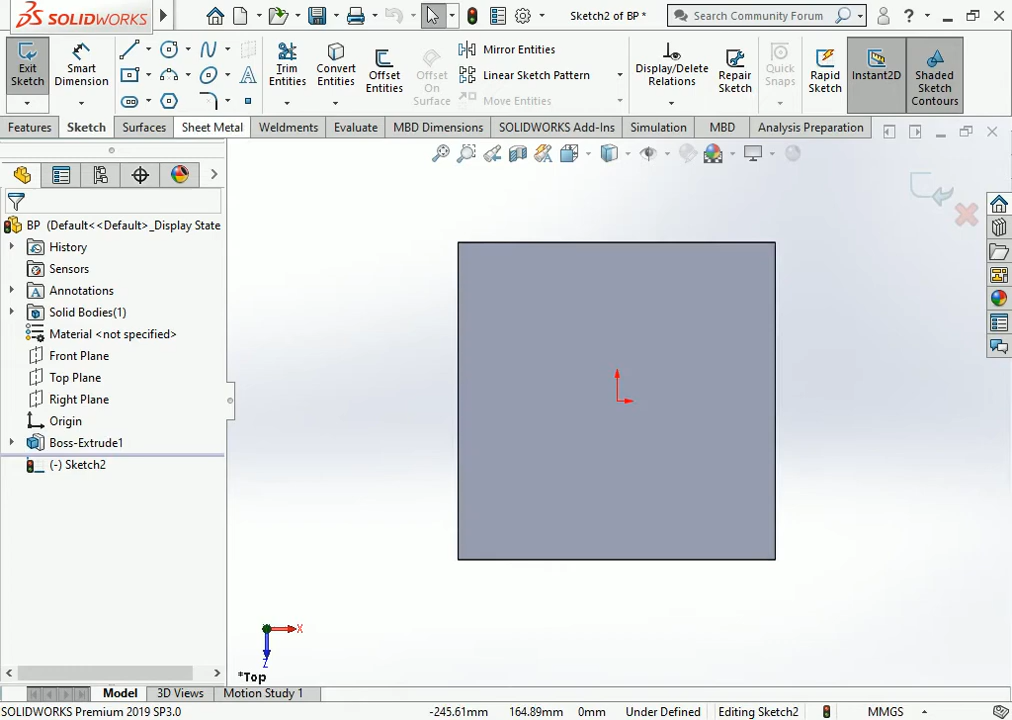 SOLIDWORKS
Sketch2 of BP *
Search Community Forum
?
Exit Sketch
Smart Dimension
Trim Entities
Convert Entities
Offset Entities
Offset On Surface
Mirror Entities
Linear Sketch Pattern
Move Entities
Display/Delete Relations
Repair Sketch
Quick Snaps
Rapid Sketch
Instant2D
Shaded Sketch Contours
Features
Sketch
Surfaces
Sheet Metal
Weldments
Evaluate
MBD Dimensions
SOLIDWORKS Add-Ins
Simulation
MBD
Analysis Preparation
BP (Default<<Default>_Display State
History
Sensors
Annotations
Solid Bodies(1)
Material <not specified>
Front Plane
Top Plane
Right Plane
Origin
Boss-Extrude1
(-) Sketch2
X
Z
*Top
Model
3D Views
Motion Study 1
SOLIDWORKS Premium 2019 SP3.0
-245.61mm
164.89mm
0mm
Under Defined
Editing Sketch2
MMGS